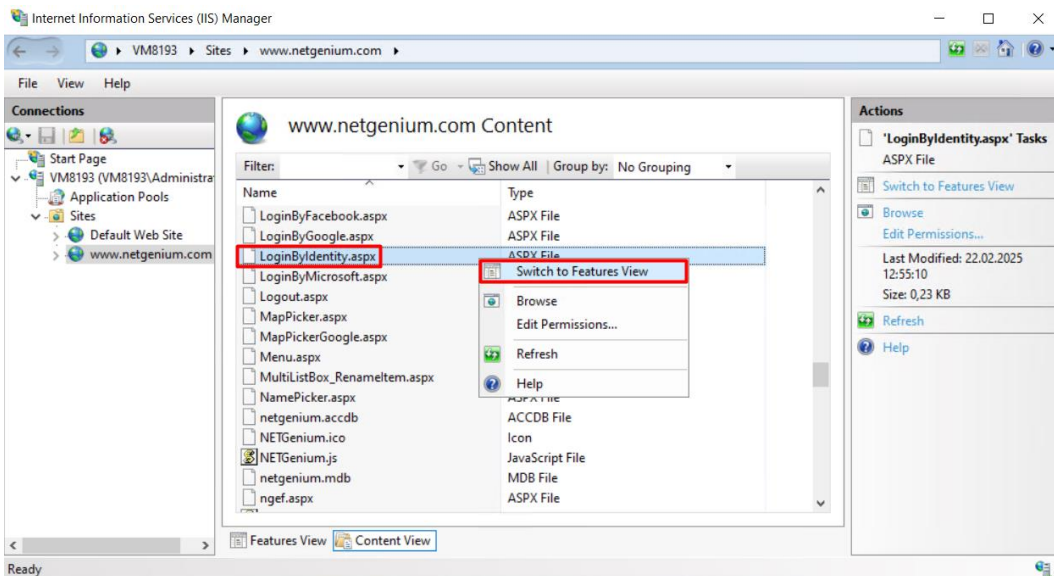 Internet Information Services (IIS) Manager
VM8193 Sites www.netgenium.com
File View Help
Connections
Start Page
VM8193 (VM8193\Administra
Application Pools
Sites
Default Web Site
www.netgenium.com
www.netgenium.com Content
Filter: Go Show All Group by: No Grouping
Name Type
LoginByFacebook.aspx ASPX File
LoginByGoogle.aspx ASPX File
LoginByIdentity.aspx ASPX File
LoginByMicrosoft.aspx
Logout.aspx
MapPicker.aspx
MapPickerGoogle.aspx
Menu.aspx
MultiListBox_RenameItem.aspx
NamePicker.aspx ASPX File
netgenium.accdb ACCDB File
NETGenium.ico Icon
NETGenium.js JavaScript File
netgenium.mdb MDB File
ngef.aspx ASPX File
Switch to Features View
Browse
Edit Permissions...
Refresh
Help
Features View Content View
Actions
'LoginByIdentity.aspx' Tasks
ASPX File
Switch to Features View
Browse
Edit Permissions...
Last Modified: 22.02.2025
12:55:10
Size: 0,23 KB
Refresh
Help
Ready